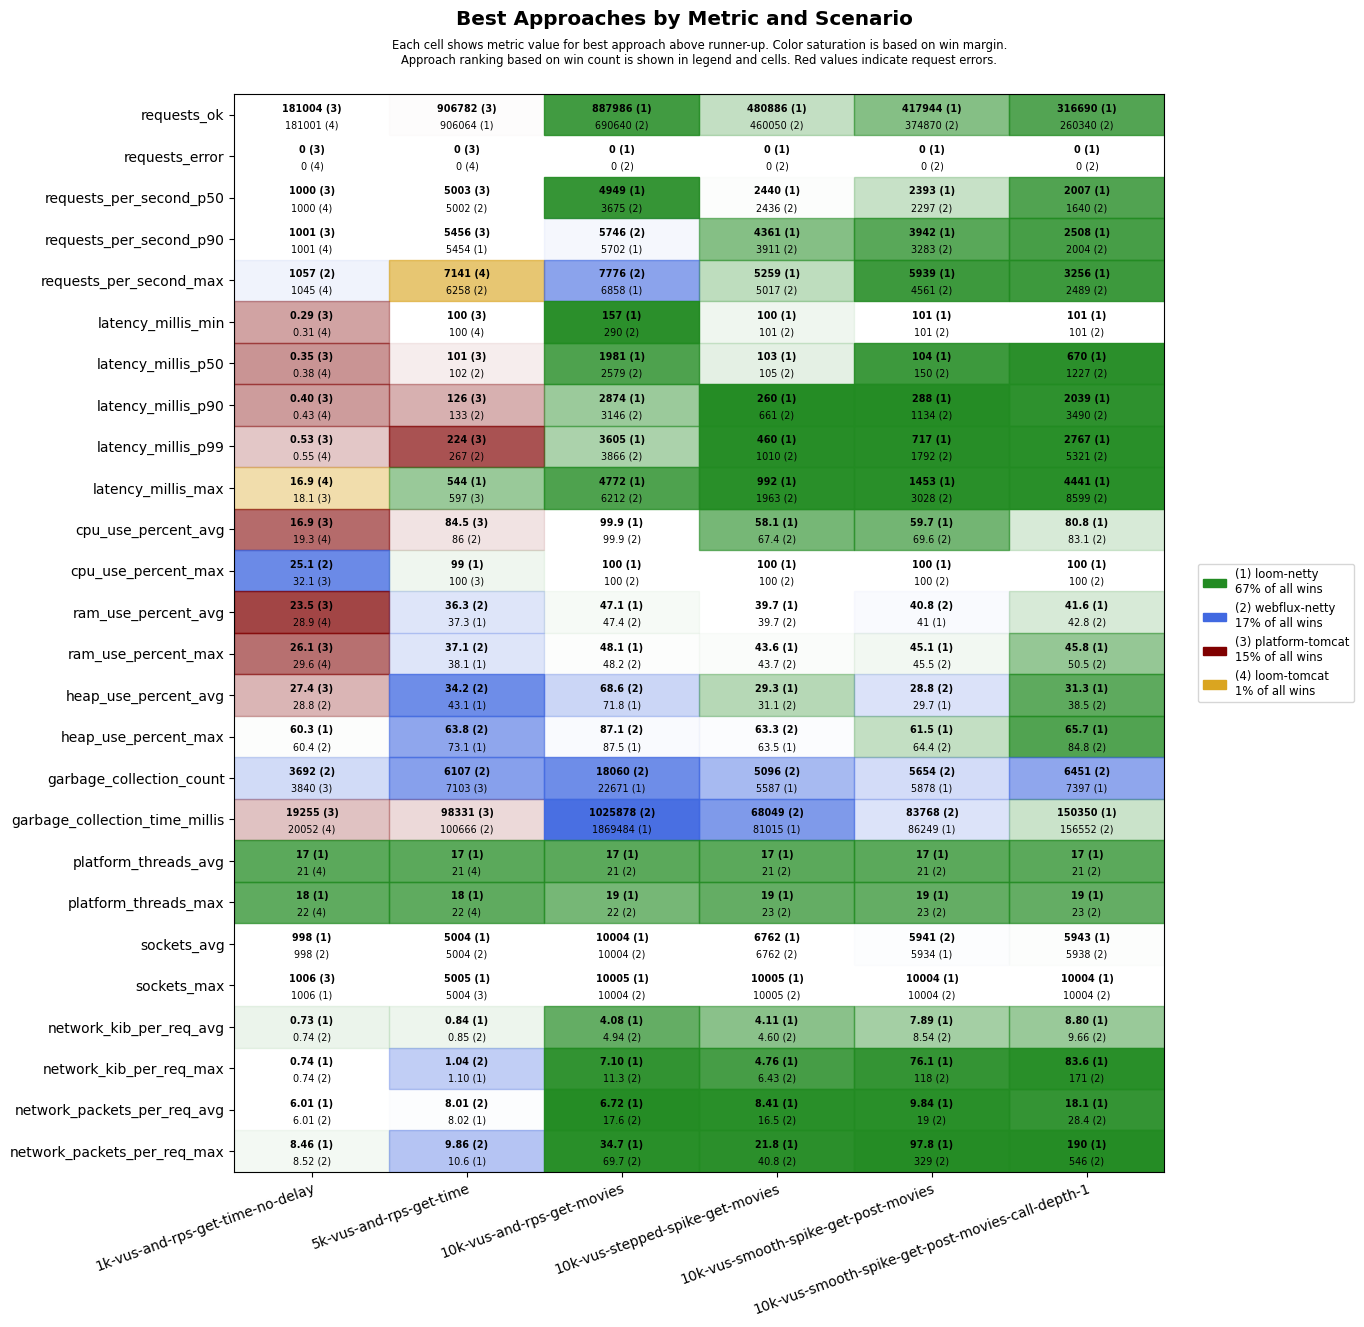 Best Approaches by Metric and Scenario
Each cell shows metric value for best approach above runner-up. Color saturation is based on win margin.
Approach ranking based on win count is shown in legend and cells. Red values indicate request errors.
requests_ok 181004 (3) 906782 (3) 887986 (1) 480886 (1) 417944 (1) 316690 (1)
181001 (4) 906064 (1) 690640 (2) 460050 (2) 374870 (2) 260340 (2)
requests_error 0 (3) 0 (3) 0 (1) 0 (1) 0 (1) 0 (1)
0 (4) 0 (4) 0 (2) 0 (2) 0 (2) 0 (2)
requests_per_second_p50 1000 (3) 5003 (3) 4949 (1) 2440 (1) 2393 (1) 2007 (1)
1000 (4) 5002 (2) 3675 (2) 2436 (2) 2297 (2) 1640 (2)
requests_per_second_p90 1001 (3) 5456 (3) 5746 (2) 4361 (1) 3942 (1) 2508 (1)
1001 (4) 5454 (1) 5702 (1) 3911 (2) 3283 (2) 2004 (2)
requests_per_second_max 1057 (2) 7141 (4) 7776 (2) 5259 (1) 5939 (1) 3256 (1)
1045 (4) 6258 (2) 6858 (1) 5017 (2) 4561 (2) 2489 (2)
latency_millis_min 0.29 (3) 100 (3) 157 (1) 100 (1) 101 (1) 101 (1)
0.31 (4) 100 (4) 290 (2) 101 (2) 101 (2) 101 (2)
latency_millis_p50 0.35 (3) 101 (3) 1981 (1) 103 (1) 104 (1) 670 (1)
0.38 (4) 102 (2) 2579 (2) 105 (2) 150 (2) 1227 (2)
latency_millis_p90 0.40 (3) 126 (3) 2874 (1) 260 (1) 288 (1) 2039 (1)
0.43 (4) 133 (2) 3146 (2) 661 (2) 1134 (2) 3490 (2)
latency_millis_p99 0.53 (3) 224 (3) 3605 (1) 460 (1) 717 (1) 2767 (1)
0.55 (4) 267 (2) 3866 (2) 1010 (2) 1792 (2) 5321 (2)
latency_millis_max 16.9 (4) 544 (1) 4772 (1) 992 (1) 1453 (1) 4441 (1)
18.1 (3) 597 (3) 6212 (2) 1963 (2) 3028 (2) 8599 (2)
cpu_use_percent_avg 16.9 (3) 84.5 (3) 99.9 (1) 58.1 (1) 59.7 (1) 80.8 (1)
19.3 (4) 86 (2) 99.9 (2) 67.4 (2) 69.6 (2) 83.1 (2)
cpu_use_percent_max 25.1 (2) 99 (1) 100 (1) 100 (1) 100 (1) 100 (1)
32.1 (3) 100 (3) 100 (2) 100 (2) 100 (2) 100 (2)
ram_use_percent_avg 23.5 (3) 36.3 (2) 47.1 (1) 39.7 (1) 40.8 (2) 41.6 (1)
28.9 (4) 37.3 (1) 47.4 (2) 39.7 (2) 41 (1) 42.8 (2)
ram_use_percent_max 26.1 (3) 37.1 (2) 48.1 (1) 43.6 (1) 45.1 (1) 45.8 (1)
29.6 (4) 38.1 (1) 48.2 (2) 43.7 (2) 45.5 (2) 50.5 (2)
heap_use_percent_avg 27.4 (3) 34.2 (2) 68.6 (2) 29.3 (1) 28.8 (2) 31.3 (1)
28.8 (2) 43.1 (1) 71.8 (1) 31.1 (2) 29.7 (1) 38.5 (2)
heap_use_percent_max 60.3 (1) 63.8 (2) 87.1 (2) 63.3 (2) 61.5 (1) 65.7 (1)
60.4 (2) 73.1 (1) 87.5 (1) 63.5 (1) 64.4 (2) 84.8 (2)
garbage_collection_count 3692 (2) 6107 (2) 18060 (2) 5096 (2) 5654 (2) 6451 (2)
3840 (3) 7103 (3) 22671 (1) 5587 (1) 5878 (1) 7397 (1)
garbage_collection_time_millis 19255 (3) 98331 (3) 1025878 (2) 68049 (2) 83768 (2) 150350 (1)
20052 (4) 100666 (2) 1869484 (1) 81015 (1) 86249 (1) 156552 (2)
platform_threads_avg 17 (1) 17 (1) 17 (1) 17 (1) 17 (1) 17 (1)
21 (4) 21 (4) 21 (2) 21 (2) 21 (2) 21 (2)
platform_threads_max 18 (1) 18 (1) 19 (1) 19 (1) 19 (1) 19 (1)
22 (4) 22 (4) 22 (2) 23 (2) 23 (2) 23 (2)
sockets_avg 998 (1) 5004 (1) 10004 (1) 6762 (1) 5941 (2) 5943 (1)
998 (2) 5004 (2) 10004 (2) 6762 (2) 5934 (1) 5938 (2)
sockets_max 1006 (3) 5005 (1) 10005 (1) 10005 (1) 10004 (1) 10004 (1)
1006 (1) 5004 (3) 10004 (2) 10005 (2) 10004 (2) 10004 (2)
network_kib_per_req_avg 0.73 (1) 0.84 (1) 4.08 (1) 4.11 (1) 7.89 (1) 8.80 (1)
0.74 (2) 0.85 (2) 4.94 (2) 4.60 (2) 8.54 (2) 9.66 (2)
network_kib_per_req_max 0.74 (1) 1.04 (2) 7.10 (1) 4.76 (1) 76.1 (1) 83.6 (1)
0.74 (2) 1.10 (1) 11.3 (2) 6.43 (2) 118 (2) 171 (2)
network_packets_per_req_avg 6.01 (1) 8.01 (2) 6.72 (1) 8.41 (1) 9.84 (1) 18.1 (1)
6.01 (2) 8.02 (1) 17.6 (2) 16.5 (2) 19 (2) 28.4 (2)
network_packets_per_req_max 8.46 (1) 9.86 (2) 34.7 (1) 21.8 (1) 97.8 (1) 190 (1)
8.52 (2) 10.6 (1) 69.7 (2) 40.8 (2) 329 (2) 546 (2)
1k-vus-and-rps-get-time-no-delay
5k-vus-and-rps-get-time
10k-vus-and-rps-get-movies
10k-vus-stepped-spike-get-movies
10k-vus-smooth-spike-get-post-movies
10k-vus-smooth-spike-get-post-movies-call-depth-1
(1) loom-netty
67% of all wins
(2) webflux-netty
17% of all wins
(3) platform-tomcat
15% of all wins
(4) loom-tomcat
1% of all wins